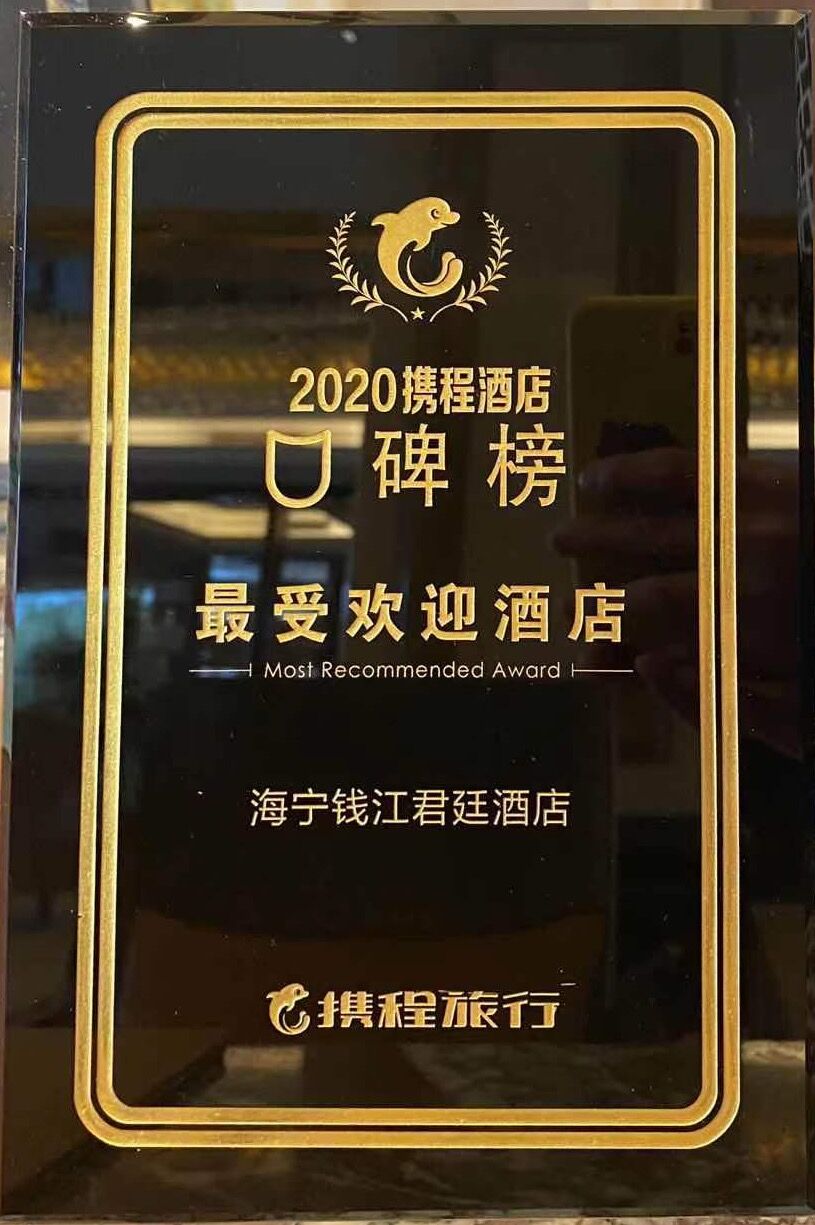 2020携程酒店
口碑榜
最受欢迎酒店
Most Recommended Award
海宁钱江君廷酒店
携程旅行